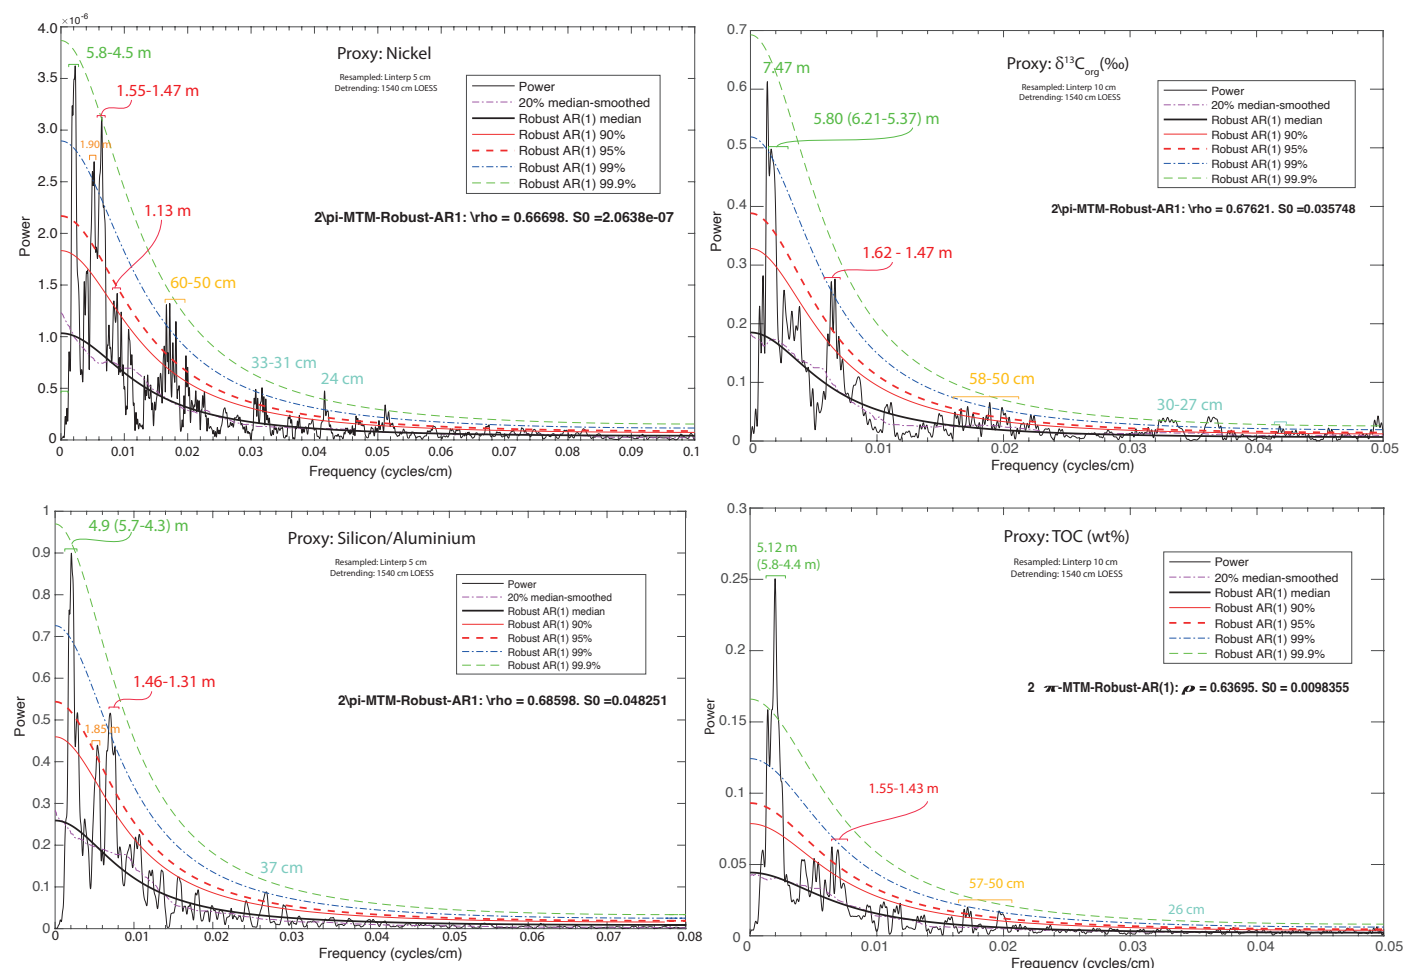 ×10⁻⁶
4.0
3.5
3.0
2.5
2.0
1.5
1.0
0.5
0
Power
5.8-4.5 m
1.55-1.47 m
1.90 m
1.13 m
60-50 cm
33-31 cm
24 cm
Proxy: Nickel
Resampled: Linterp 5 cm
Detrending: 1540 cm LOESS
Power
20% median-smoothed
Robust AR(1) median
Robust AR(1) 90%
Robust AR(1) 95%
Robust AR(1) 99%
Robust AR(1) 99.9%
2\pi-MTM-Robust-AR1: \rho = 0.66698. S0 =2.0638e-07
0 0.01 0.02 0.03 0.04 0.05 0.06 0.07 0.08 0.09 0.1
Frequency (cycles/cm)
0.7
0.6
0.5
0.4
0.3
0.2
0.1
0
Power
7.47 m
5.80 (6.21-5.37) m
1.62 - 1.47 m
58-50 cm
30-27 cm
Proxy: δ¹³Corg(‰)
Resampled: Linterp 10 cm
Detrending: 1540 cm LOESS
Power
20% median-smoothed
Robust AR(1) median
Robust AR(1) 90%
Robust AR(1) 95%
Robust AR(1) 99%
Robust AR(1) 99.9%
2\pi-MTM-Robust-AR1: \rho = 0.67621. S0 =0.035748
0 0.01 0.02 0.03 0.04 0.05
Frequency (cycles/cm)
1
0.9
0.8
0.7
0.6
0.5
0.4
0.3
0.2
0.1
0
Power
4.9 (5.7-4.3) m
1.46-1.31 m
1.85 m
37 cm
Proxy: Silicon/Aluminium
Resampled: Linterp 5 cm
Detrending: 1540 cm LOESS
Power
20% median-smoothed
Robust AR(1) median
Robust AR(1) 90%
Robust AR(1) 95%
Robust AR(1) 99%
Robust AR(1) 99.9%
2\pi-MTM-Robust-AR1: \rho = 0.68598. S0 =0.048251
0 0.01 0.02 0.03 0.04 0.05 0.06 0.07 0.08
Frequency (cycles/cm)
0.3
0.25
0.2
0.15
0.1
0.05
0
Power
5.12 m
(5.8-4.4 m)
1.55-1.43 m
57-50 cm
26 cm
Proxy: TOC (wt%)
Resampled: Linterp 10 cm
Detrending: 1540 cm LOESS
Power
20% median-smoothed
Robust AR(1) median
Robust AR(1) 90%
Robust AR(1) 95%
Robust AR(1) 99%
Robust AR(1) 99.9%
2 π-MTM-Robust-AR(1): ρ = 0.63695. S0 = 0.0098355
0 0.01 0.02 0.03 0.04 0.05
Frequency (cycles/cm)